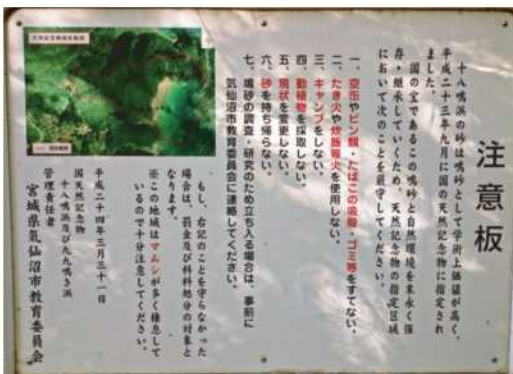 注意板
十八鳴浜の砂は鳴砂として学術上価値が高く、
平成二十三年九月に国の天然記念物に指定され
ました。
国の宝であるこの鳴砂と自然環境を末永く保
存・継承していくため、天然記念物の指定区域
において次のことを厳守してください。
一、空缶やビン類・たばこの吸殻・ゴミ等をすてない。
二、たき火や炊飯等火を使用しない。
三、キャンプをしない。
四、動植物を採取しない。
五、現状を変更しない。
六、砂を持ち帰らない。
七、鳴砂の調査・研究のため立ち入る場合は、事前に
気仙沼市教育委員会に連絡してください。
もし、右記のことを守らなかった
場合は、罰金及び科料処分の対象と
なります。
※この地域はマムシが多く棲息して
いるので十分注意してください。
平成二十四年三月三十一日
国天然記念物
十八鳴浜及び九九鳴き浜
管理責任者
宮城県気仙沼市教育委員会